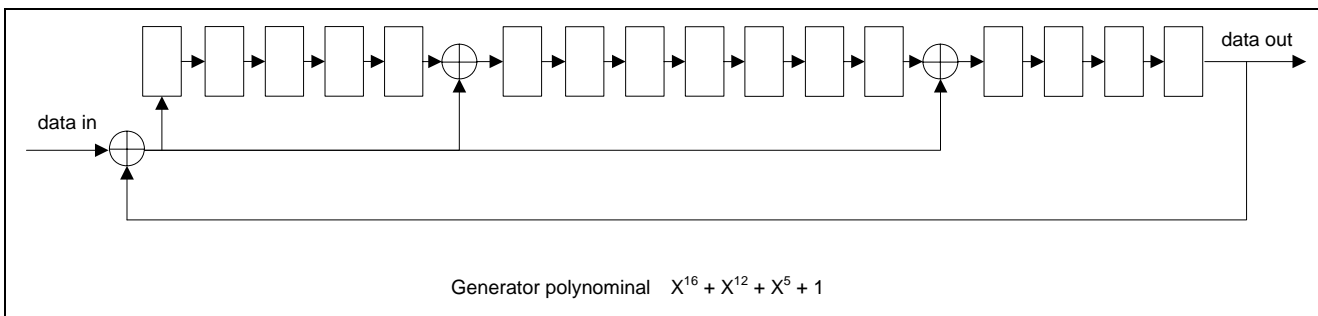 data out
data in
Generator polynominal X¹⁶ + X¹² + X⁵ + 1